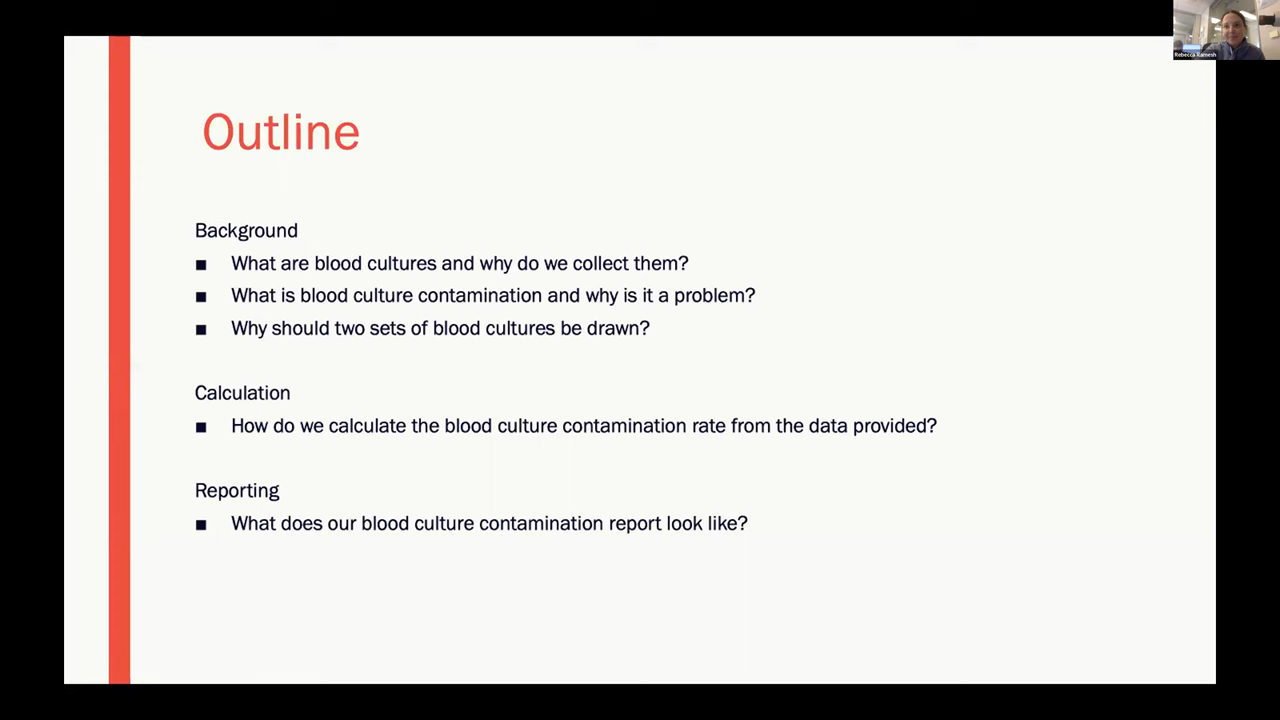 Rebecca Ramesh
Outline
Background
■ What are blood cultures and why do we collect them?
■ What is blood culture contamination and why is it a problem?
■ Why should two sets of blood cultures be drawn?
Calculation
■ How do we calculate the blood culture contamination rate from the data provided?
Reporting
■ What does our blood culture contamination report look like?